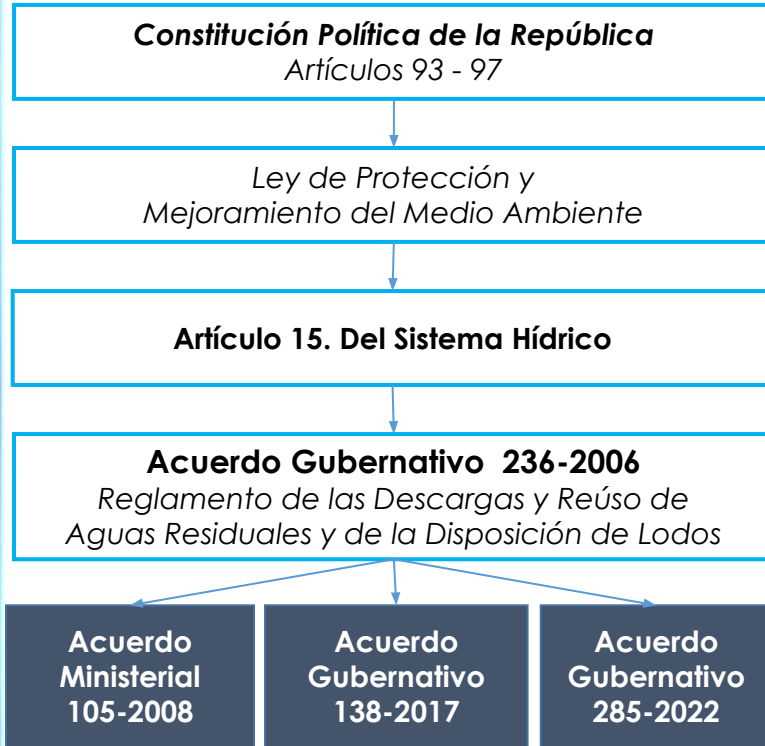 Constitución Política de la República
Artículos 93 - 97
Ley de Protección y
Mejoramiento del Medio Ambiente
Artículo 15. Del Sistema Hídrico
Acuerdo Gubernativo 236-2006
Reglamento de las Descargas y Reúso de
Aguas Residuales y de la Disposición de Lodos
Acuerdo
Ministerial
105-2008
Acuerdo
Gubernativo
138-2017
Acuerdo
Gubernativo
285-2022